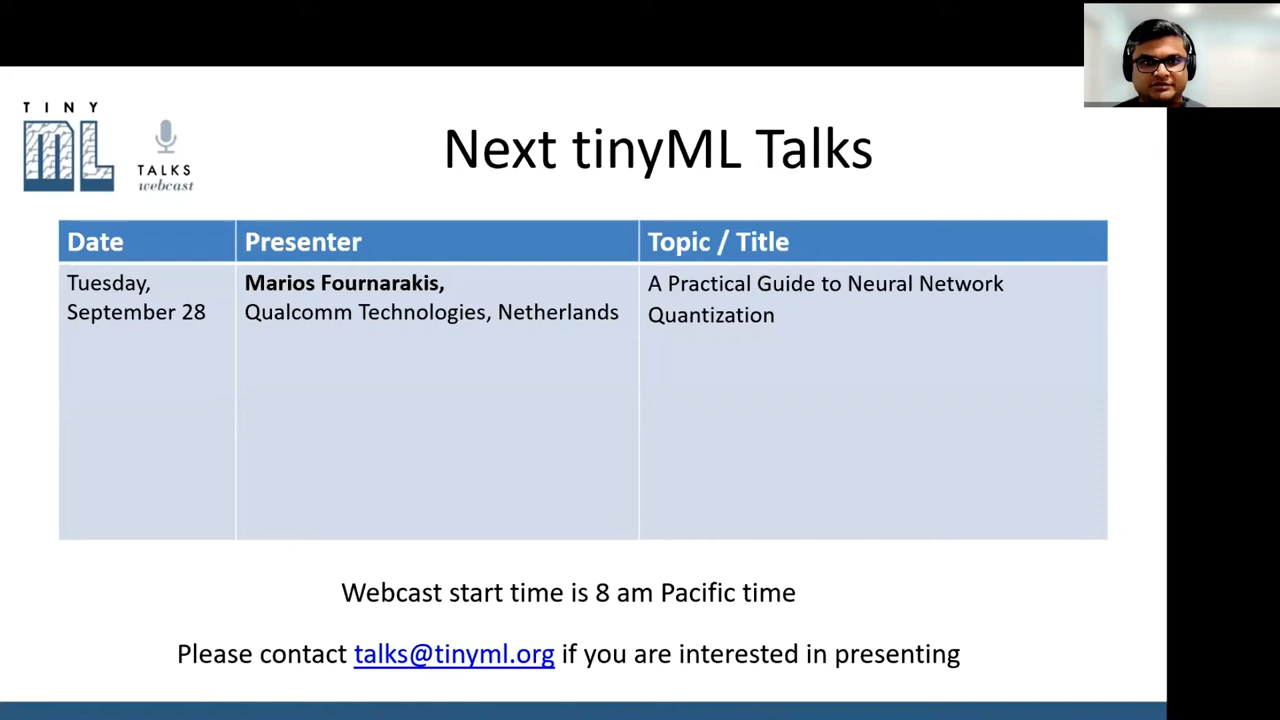 TINY
ML
TALKS
webcast
Next tinyML Talks
Date
Presenter
Topic / Title
Tuesday,
September 28
Marios Fournarakis,
Qualcomm Technologies, Netherlands
A Practical Guide to Neural Network
Quantization
Webcast start time is 8 am Pacific time
Please contact talks@tinyml.org if you are interested in presenting